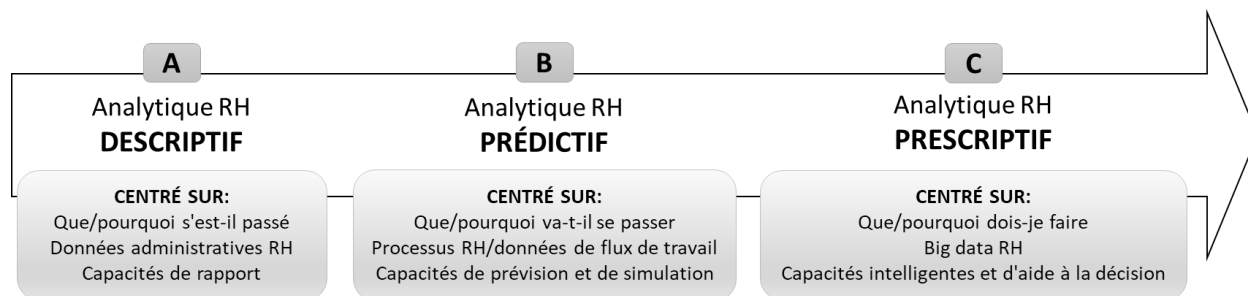 A
Analytique RH
DESCRIPTIF
CENTRÉ SUR:
Que/pourquoi s'est-il passé
Données administratives RH
Capacités de rapport
B
Analytique RH
PRÉDICTIF
CENTRÉ SUR:
Que/pourquoi va-t-il se passer
Processus RH/données de flux de travail
Capacités de prévision et de simulation
C
Analytique RH
PRESCRIPTIF
CENTRÉ SUR:
Que/pourquoi dois-je faire
Big data RH
Capacités intelligentes et d'aide à la décision